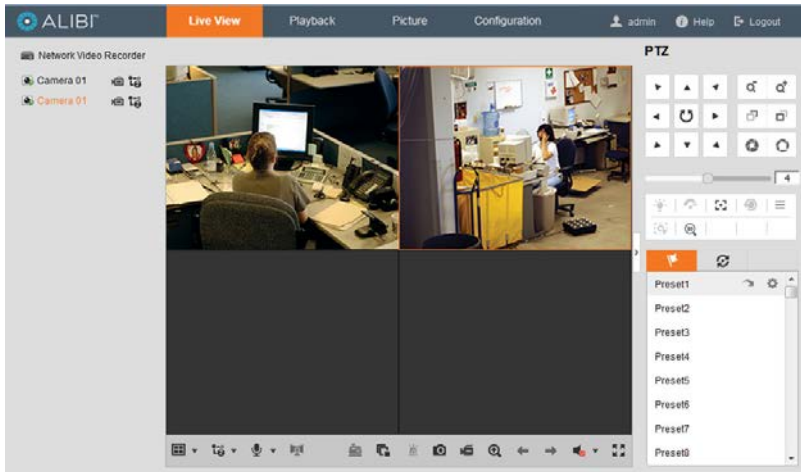 ALIBI
Live View
Playback
Picture
Configuration
admin
Help
Logout
Network Video Recorder
Camera 01
Camera 01
PTZ
4
Preset1
Preset2
Preset3
Preset4
Preset5
Preset6
Preset7
Preset8